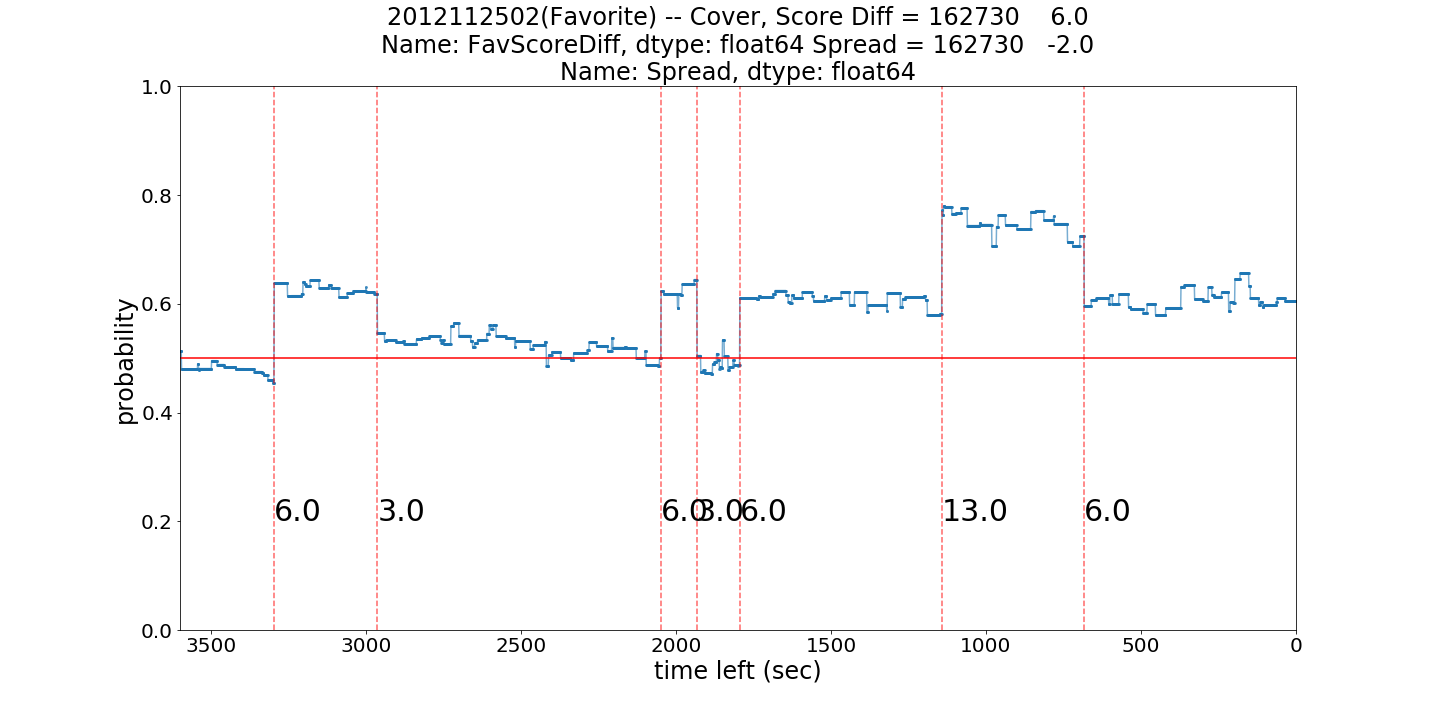 2012112502(Favorite) -- Cover, Score Diff = 162730    6.0
Name: FavScoreDiff, dtype: float64 Spread = 162730   -2.0
Name: Spread, dtype: float64
1.0
0.8
0.6
0.4
0.2
0.0
probability
6.0
3.0
6.0
3.0
6.0
13.0
6.0
3500 3000 2500 2000 1500 1000 500 0
time left (sec)